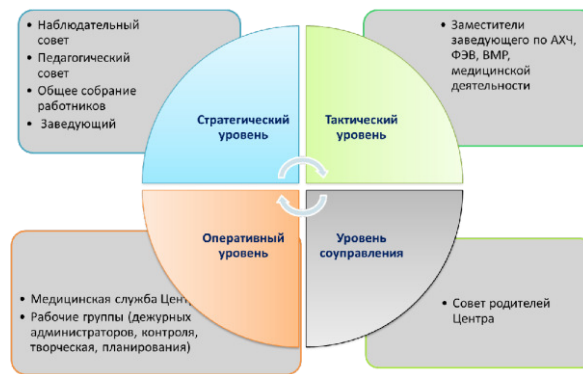 • Наблюдательный
совет
• Педагогический
совет
• Общее собрание
работников
• Заведующий
• Заместители
заведующего по АХЧ,
ФЭВ, ВМР,
медицинской
деятельности
Стратегический
уровень
Тактический
уровень
Оперативный
уровень
Уровень
соуправления
• Медицинская служба Цент
• Рабочие группы (дежурных
администраторов, контроля,
творческая, планирования)
• Совет родителей
Центра